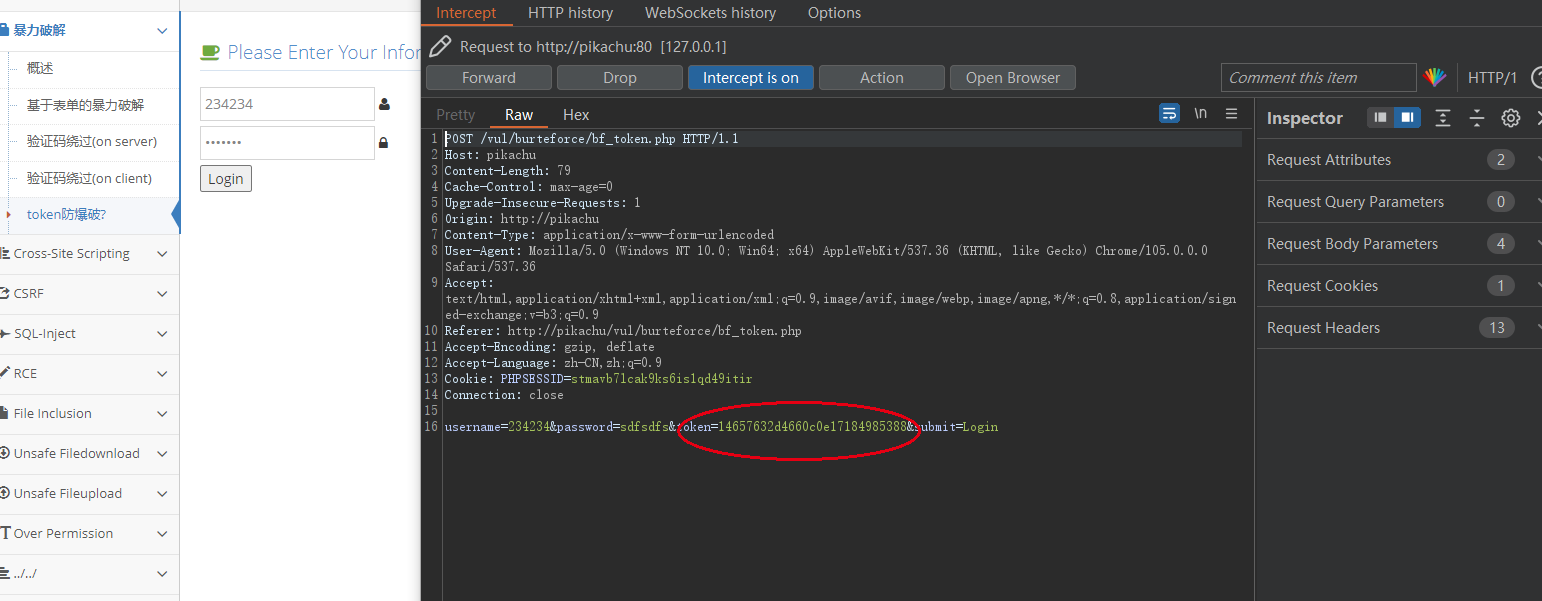 暴力破解
概述
基于表单的暴力破解
验证码绕过(on server)
验证码绕过(on client)
token防爆破?
Cross-Site Scripting
CSRF
SQL-Inject
RCE
File Inclusion
Unsafe Filedownload
Unsafe Fileupload
Over Permission
../../
Please Enter Your Infor
234234
•••••••
Login
Intercept HTTP history WebSockets history Options
Request to http://pikachu:80 [127.0.0.1]
Forward Drop Intercept is on Action Open Browser Comment this item HTTP/1
Pretty Raw Hex \n
1 POST /vul/burteforce/bf_token.php HTTP/1.1
2 Host: pikachu
3 Content-Length: 79
4 Cache-Control: max-age=0
5 Upgrade-Insecure-Requests: 1
6 Origin: http://pikachu
7 Content-Type: application/x-www-form-urlencoded
8 User-Agent: Mozilla/5.0 (Windows NT 10.0; Win64; x64) AppleWebKit/537.36 (KHTML, like Gecko) Chrome/105.0.0.0
Safari/537.36
9 Accept:
text/html,application/xhtml+xml,application/xml;q=0.9,image/avif,image/webp,image/apng,*/*;q=0.8,application/sign
ed-exchange;v=b3;q=0.9
10 Referer: http://pikachu/vul/burteforce/bf_token.php
11 Accept-Encoding: gzip, deflate
12 Accept-Language: zh-CN,zh;q=0.9
13 Cookie: PHPSESSID=stmavb7lcak9ks6is1qd49itir
14 Connection: close
15
16 username=234234&password=sdfsdfs&token=14657632d4660c0e17184985388&submit=Login
Inspector
Request Attributes 2
Request Query Parameters 0
Request Body Parameters 4
Request Cookies 1
Request Headers 13